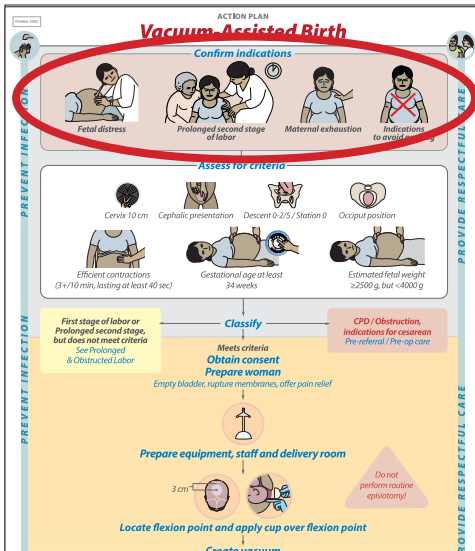 October 2023
ACTION PLAN
Vacuum-Assisted Birth
Confirm indications
Fetal distress
Prolonged second stage
of labor
Maternal exhaustion
Indications
to avoid
PREVENT INFECTION
PROVIDE RESPECTFUL CARE
Assess for criteria
Cervix 10 cm
Cephalic presentation
Descent 0-2/5 / Station 0
Occiput position
Efficient contractions
(3+/10 min, lasting at least 40 sec)
Gestational age at least
34 weeks
Estimated fetal weight
≥2500 g, but <4000 g
First stage of labor or
Prolonged second stage,
but does not meet criteria
See Prolonged
& Obstructed Labor
Classify
CPD / Obstruction,
indications for cesarean
Pre-referral / Pre-op care
Meets criteria
Obtain consent
Prepare woman
Empty bladder, rupture membranes, offer pain relief
PREVENT INFECTION
PROVIDE RESPECTFUL CARE
Prepare equipment, staff and delivery room
3 cm
Do not
perform routine
episiotomy!
Locate flexion point and apply cup over flexion point
Create vacuum